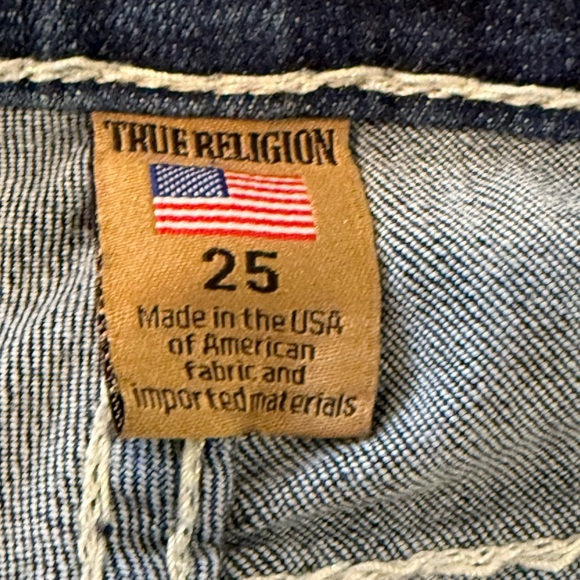 TRUE RELIGION
25
Made in the USA
of American
fabric and
imported materials